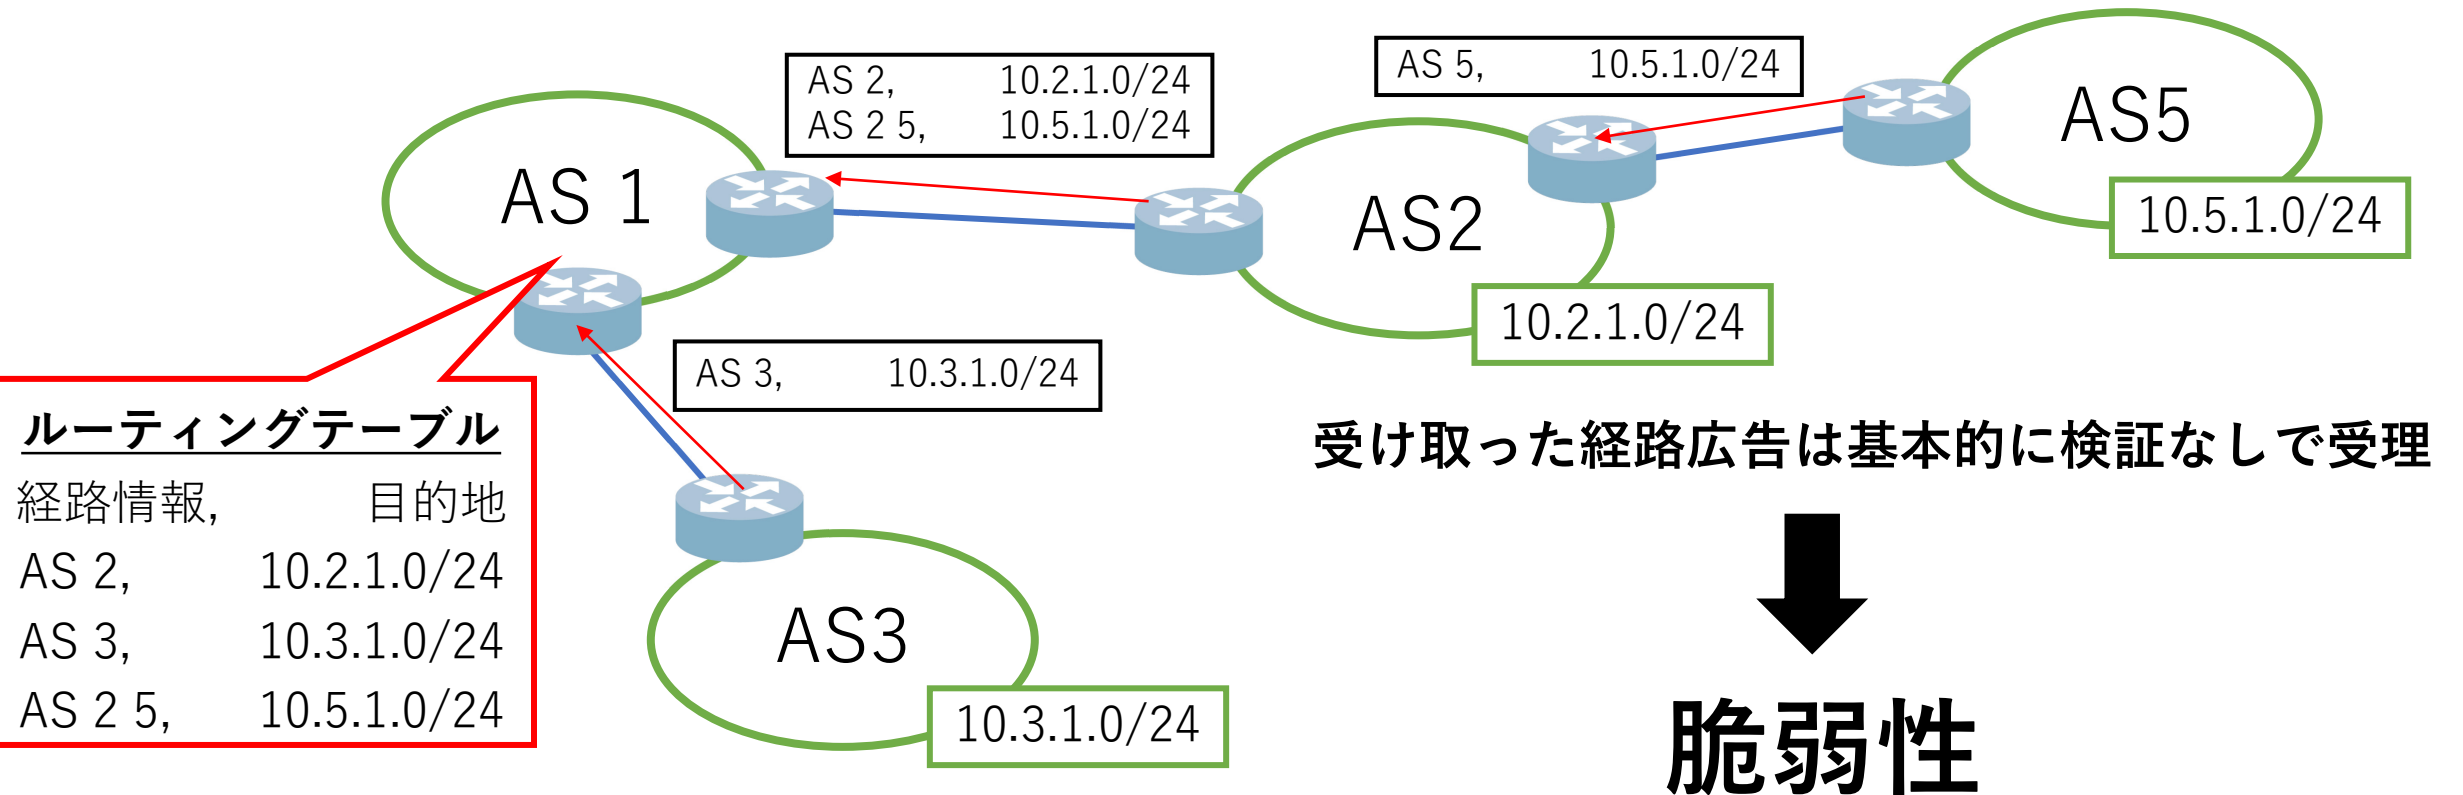 AS 5, 10.5.1.0/24
AS 2, 10.2.1.0/24
AS 2 5, 10.5.1.0/24
AS5
AS 1
AS2
10.5.1.0/24
10.2.1.0/24
AS 3, 10.3.1.0/24
ルーティングテーブル
経路情報, 目的地
AS 2, 10.2.1.0/24
AS 3, 10.3.1.0/24
AS 2 5, 10.5.1.0/24
AS3
10.3.1.0/24
受け取った経路広告は基本的に検証なしで受理
脆弱性